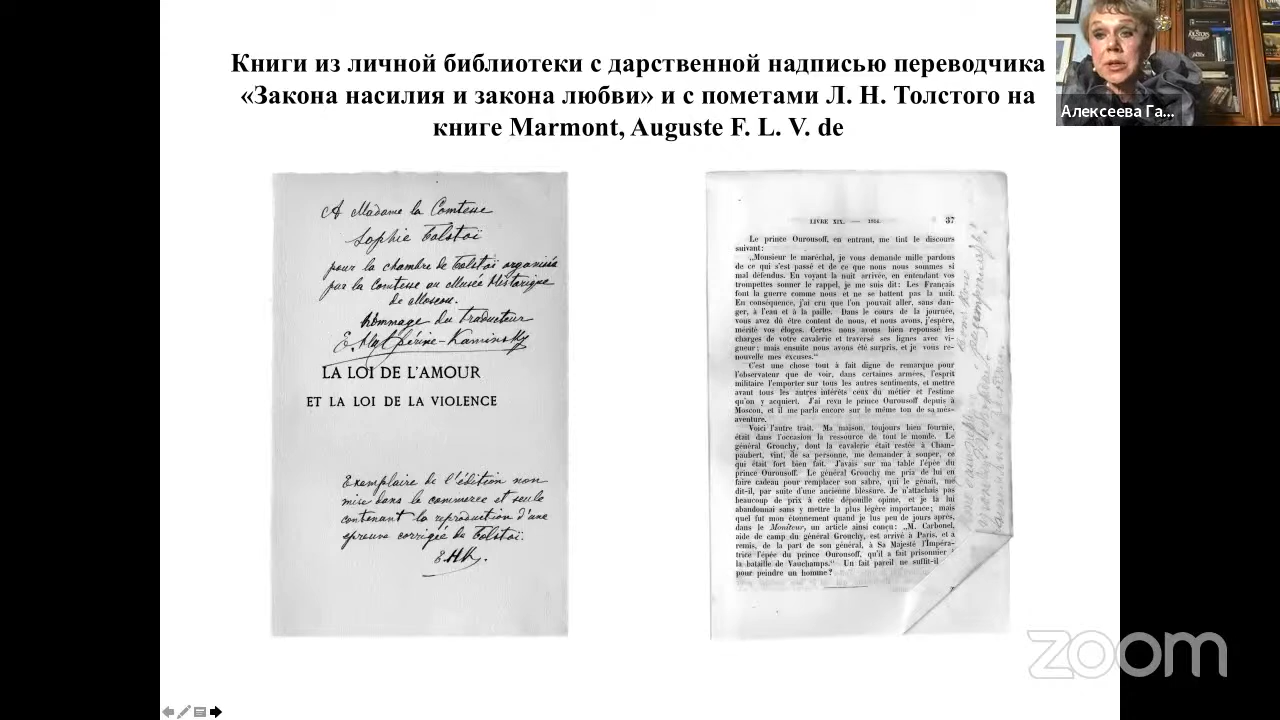 Книги из личной библиотеки с дарственной надписью переводчика
«Закона насилия и закона любви» и с пометами Л. Н. Толстого на
книге Marmont, Auguste F. L. V. de
Алексеева Га...
A Madame la Comtesse
Sophie Tolstoï
pour la chambre de Tolstoï organisée
par la Comtesse au Musée Historique
de Moscou.
hommage du traducteur
E. Halpérine-Kaminsky
LA LOI DE L'AMOUR
ET LA LOI DE LA VIOLENCE
Exemplaire de l'édition non
mise dans le commerce et seule
contenant la reproduction d'une
épreuve corrigée de Tolstoï.
E.H.K.
LIVRE XIX. — 1814. 37
Le prince Ourousoff, en entrant, me tint le discours
suivant:
„Monsieur le maréchal, je vous demande mille pardons
de ce qui s'est passé et de ce que nous nous sommes si
mal défendus. En voyant la nuit arrivée, en entendant vos
trompettes sonner le rappel, je me suis dit: Les Français
font la guerre comme nous et ne se battent pas la nuit.
En conséquence, j'ai cru que l'on pouvait aller, sans dan-
ger, à l'eau et à la paille. Dans le cours de la journée,
vous avez dû être content de nous, et nous avons, j'espère,
mérité vos éloges. Certes nous avons bien repoussé les
charges de votre cavalerie et traversé ses lignes avec vi-
gueur; mais ensuite nous avons été surpris, et je vous re-
nouvelle mes excuses.“
C'est une chose tout à fait digne de remarque pour
l'observateur que de voir, dans certaines armées, l'esprit
militaire l'emporter sur tous les autres sentiments, et mettre
avant tous les autres intérêts ceux du métier et l'estime
qu'on y acquiert. J'ai revu le prince Ourousoff depuis à
Moscou, et il me parla encore sur le même ton de sa més-
aventure.
Voici l'autre trait. Ma maison, toujours bien fournie,
était dans l'occasion la ressource de tout le monde. Le
général Grouchy, dont la cavalerie était restée à Cham-
paubert, vint, de sa personne, me demander à souper, ce
qui était fort bien fait. J'avais sur ma table l'épée du
prince Ourousoff. Le général Grouchy me pria de lui en
faire cadeau pour remplacer son sabre, qui le gênait, me
dit-il, par suite d'une ancienne blessure. Je n'attachais pas
beaucoup de prix à cette dépouille opime, et je la lui
abandonnai sans y mettre la plus légère importance; mais
quel fut mon étonnement quand je lus peu de jours après,
dans le Moniteur, un article ainsi conçu: „M. Carbonel,
aide de camp du général Grouchy, est arrivé à Paris, et a
remis, de la part de son général, à Sa Majesté l'Impéra-
trice l'épée du prince Ourousoff, qu'il a fait prisonnier à
la bataille de Vauchamps.“ Un fait pareil ne suffit-il
pour peindre un homme?
zoom